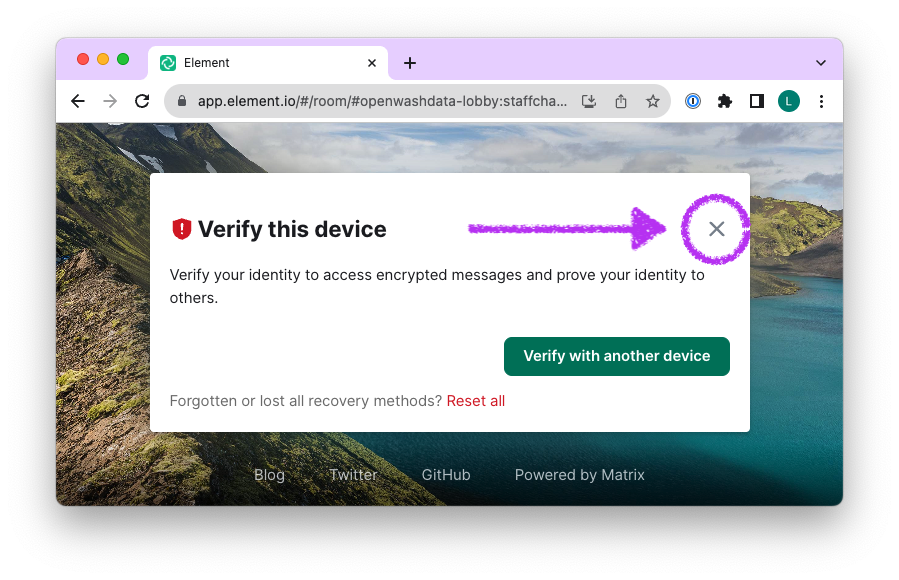 Element
app.element.io/#/room/#openwashdata-lobby:staffcha...
L
Verify this device
Verify your identity to access encrypted messages and prove your identity to
others.
Verify with another device
Forgotten or lost all recovery methods? Reset all
Blog Twitter GitHub Powered by Matrix